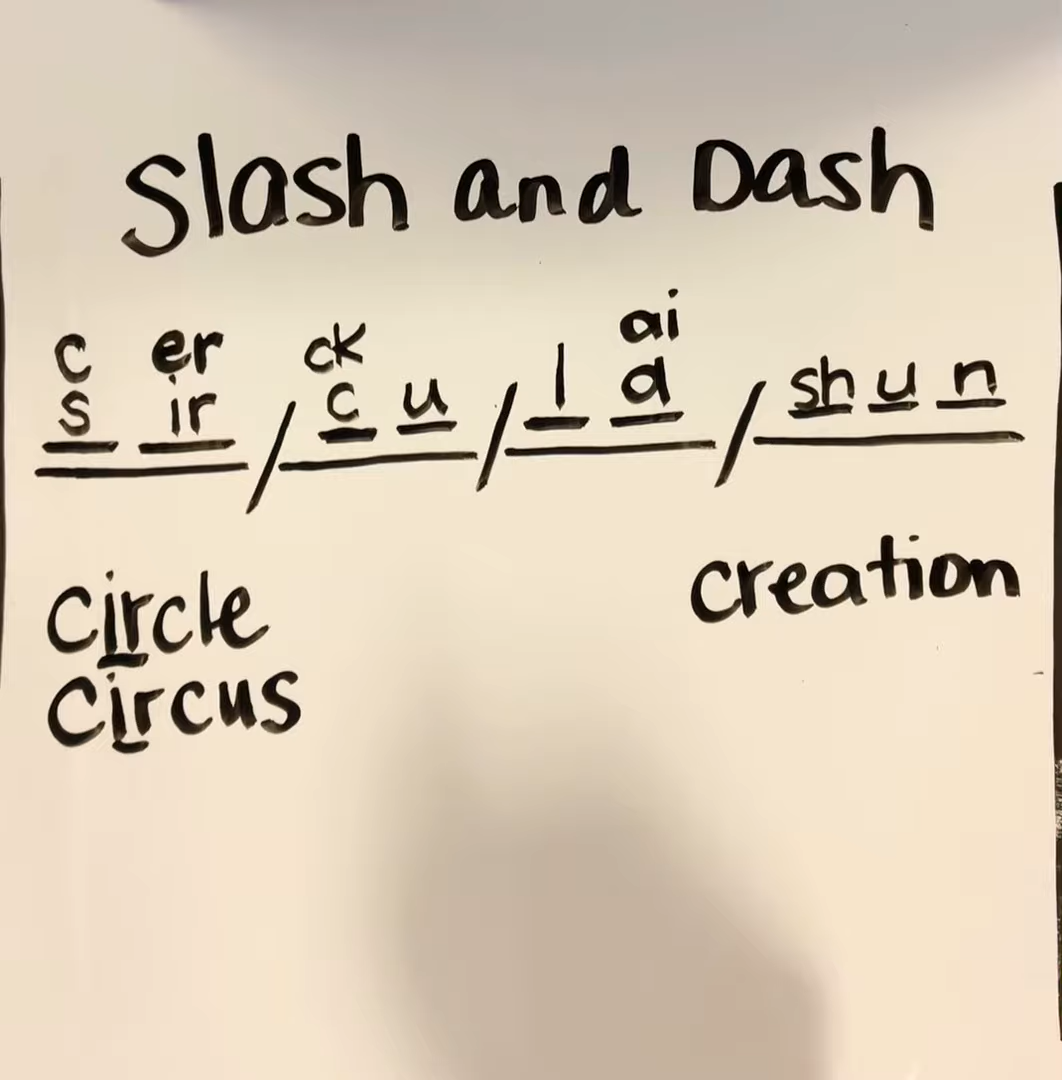 Slash and Dash
c er ck ai
s ir / c u / l a / sh u n
circle creation
circus